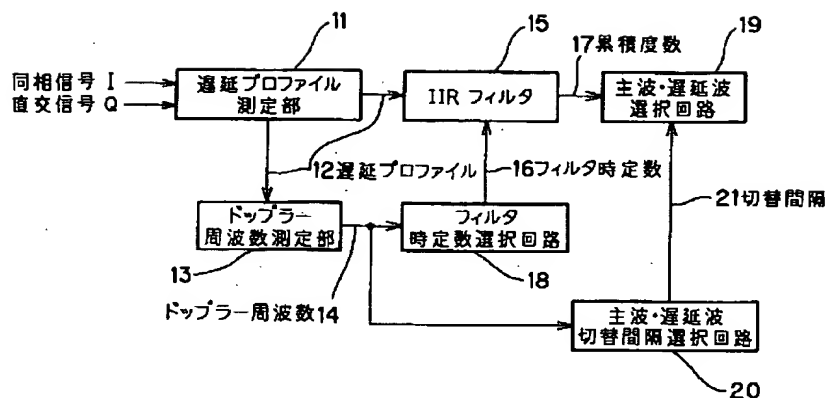 11
15
17累積度数
19
同相信号 I
直交信号 Q
遅延プロファイル
測定部
IIR フィルタ
主波・遅延波
選択回路
12遅延プロファイル
16フィルタ時定数
21切替間隔
ドップラー
周波数測定部
フィルタ
時定数選択回路
13
18
ドップラー周波数14
主波・遅延波
切替間隔選択回路
20